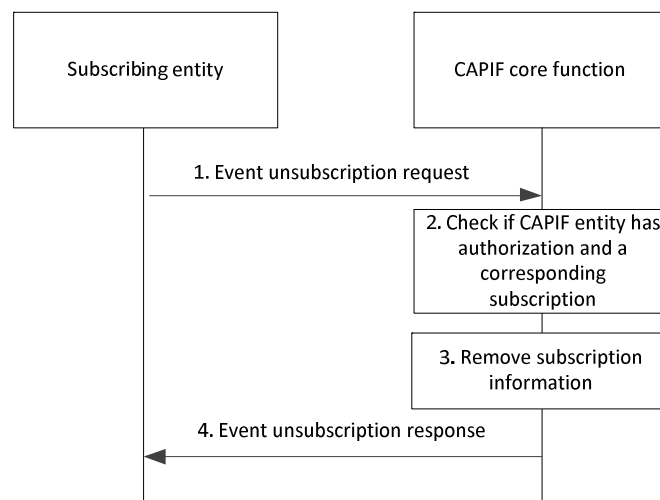 Subscribing entity
CAPIF core function
1. Event unsubscription request
2. Check if CAPIF entity has
authorization and a
corresponding
subscription
3. Remove subscription
information
4. Event unsubscription response